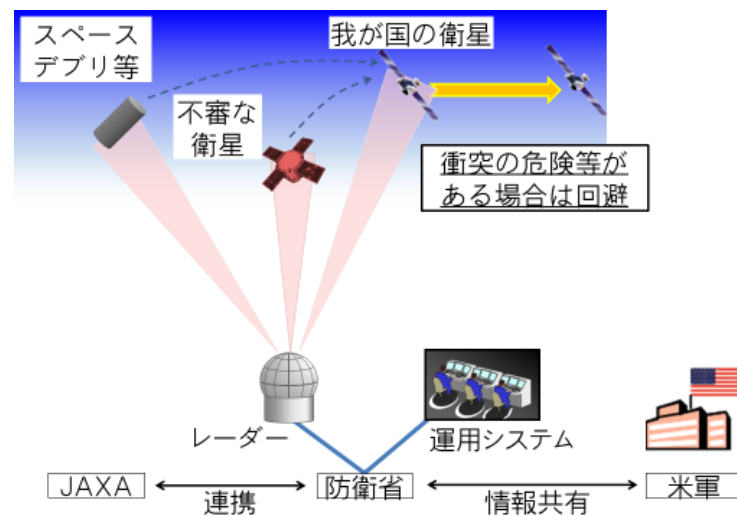 スペース
デブリ等
我が国の衛星
不審な
衛星
衝突の危険等が
ある場合は回避
レーダー
運用システム
JAXA
連携
防衛省
情報共有
米軍